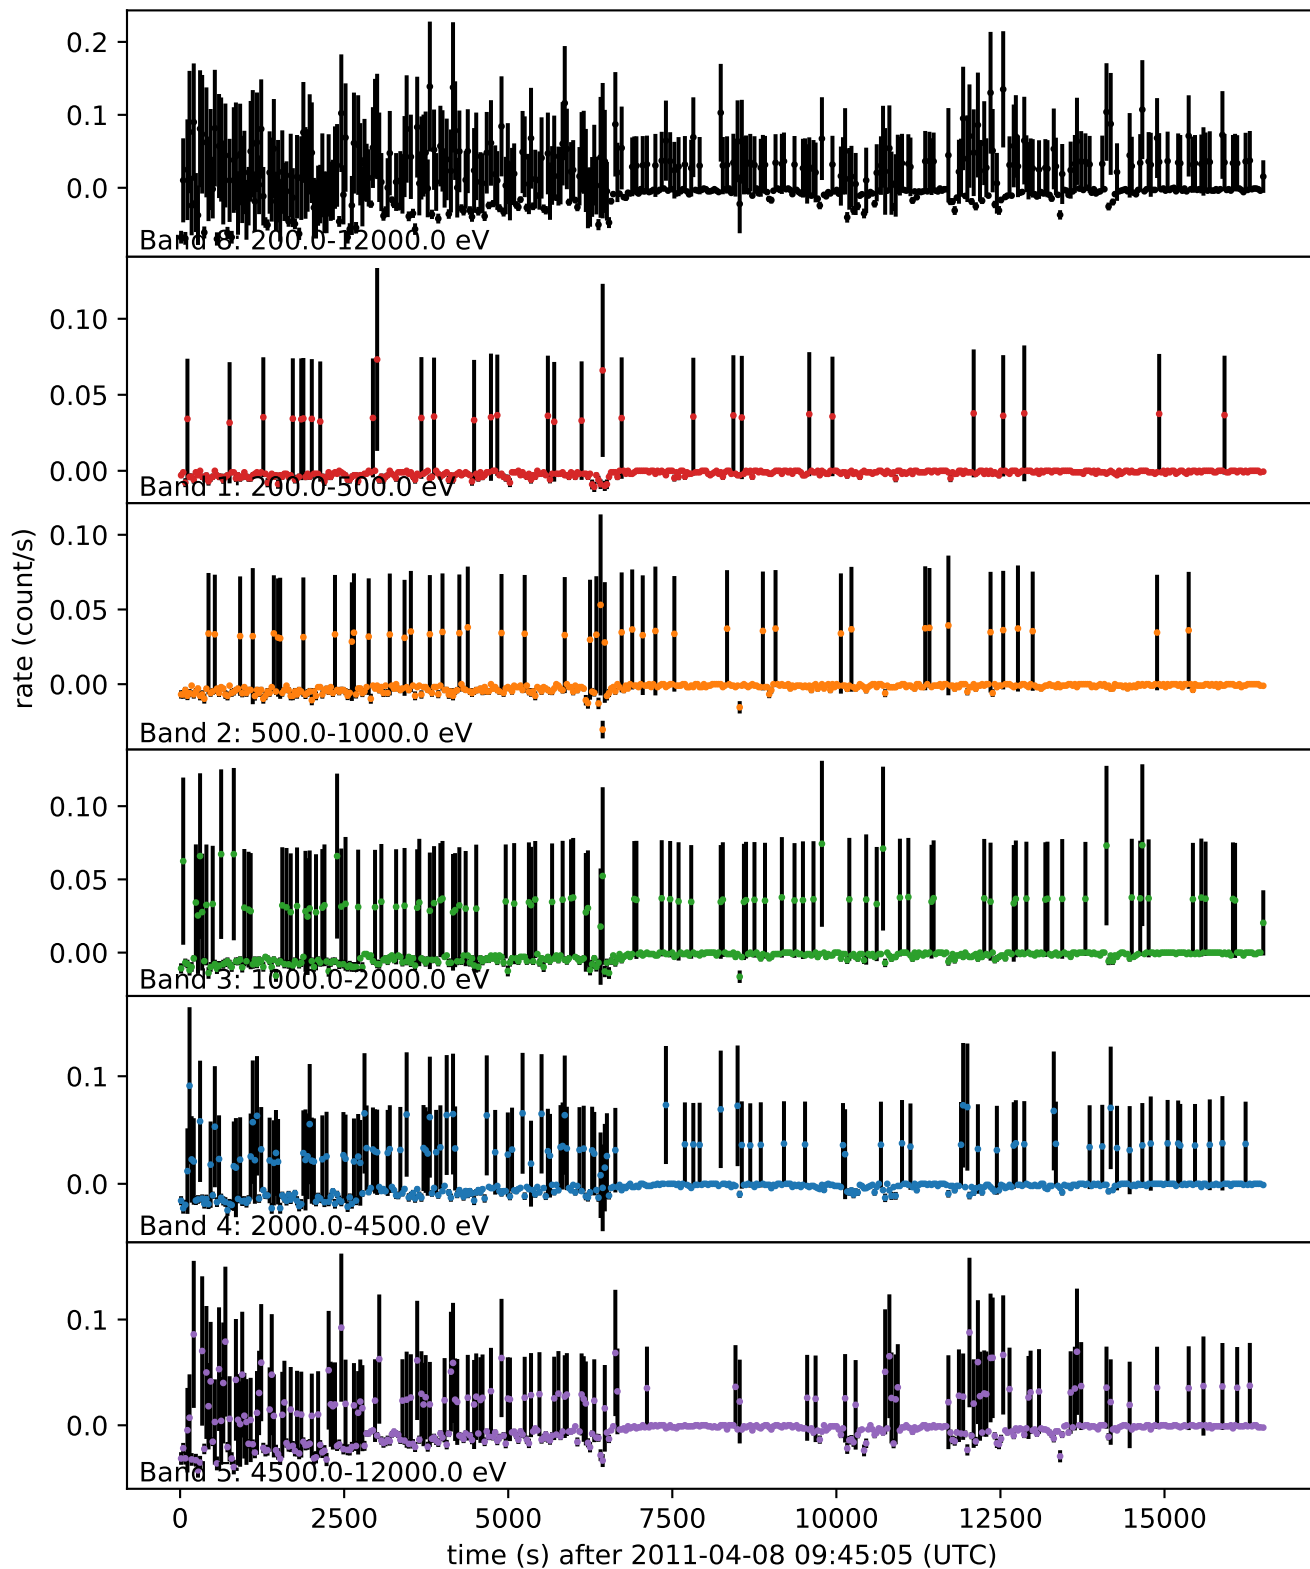 0.2
0.1
0.0
Band 8: 200.0-12000.0 eV
0.10
0.05
0.00
Band 1: 200.0-500.0 eV
0.10
0.05
0.00
Band 2: 500.0-1000.0 eV
0.10
0.05
0.00
Band 3: 1000.0-2000.0 eV
0.1
0.0
Band 4: 2000.0-4500.0 eV
0.1
0.0
Band 5: 4500.0-12000.0 eV
rate (count/s)
0 2500 5000 7500 10000 12500 15000
time (s) after 2011-04-08 09:45:05 (UTC)